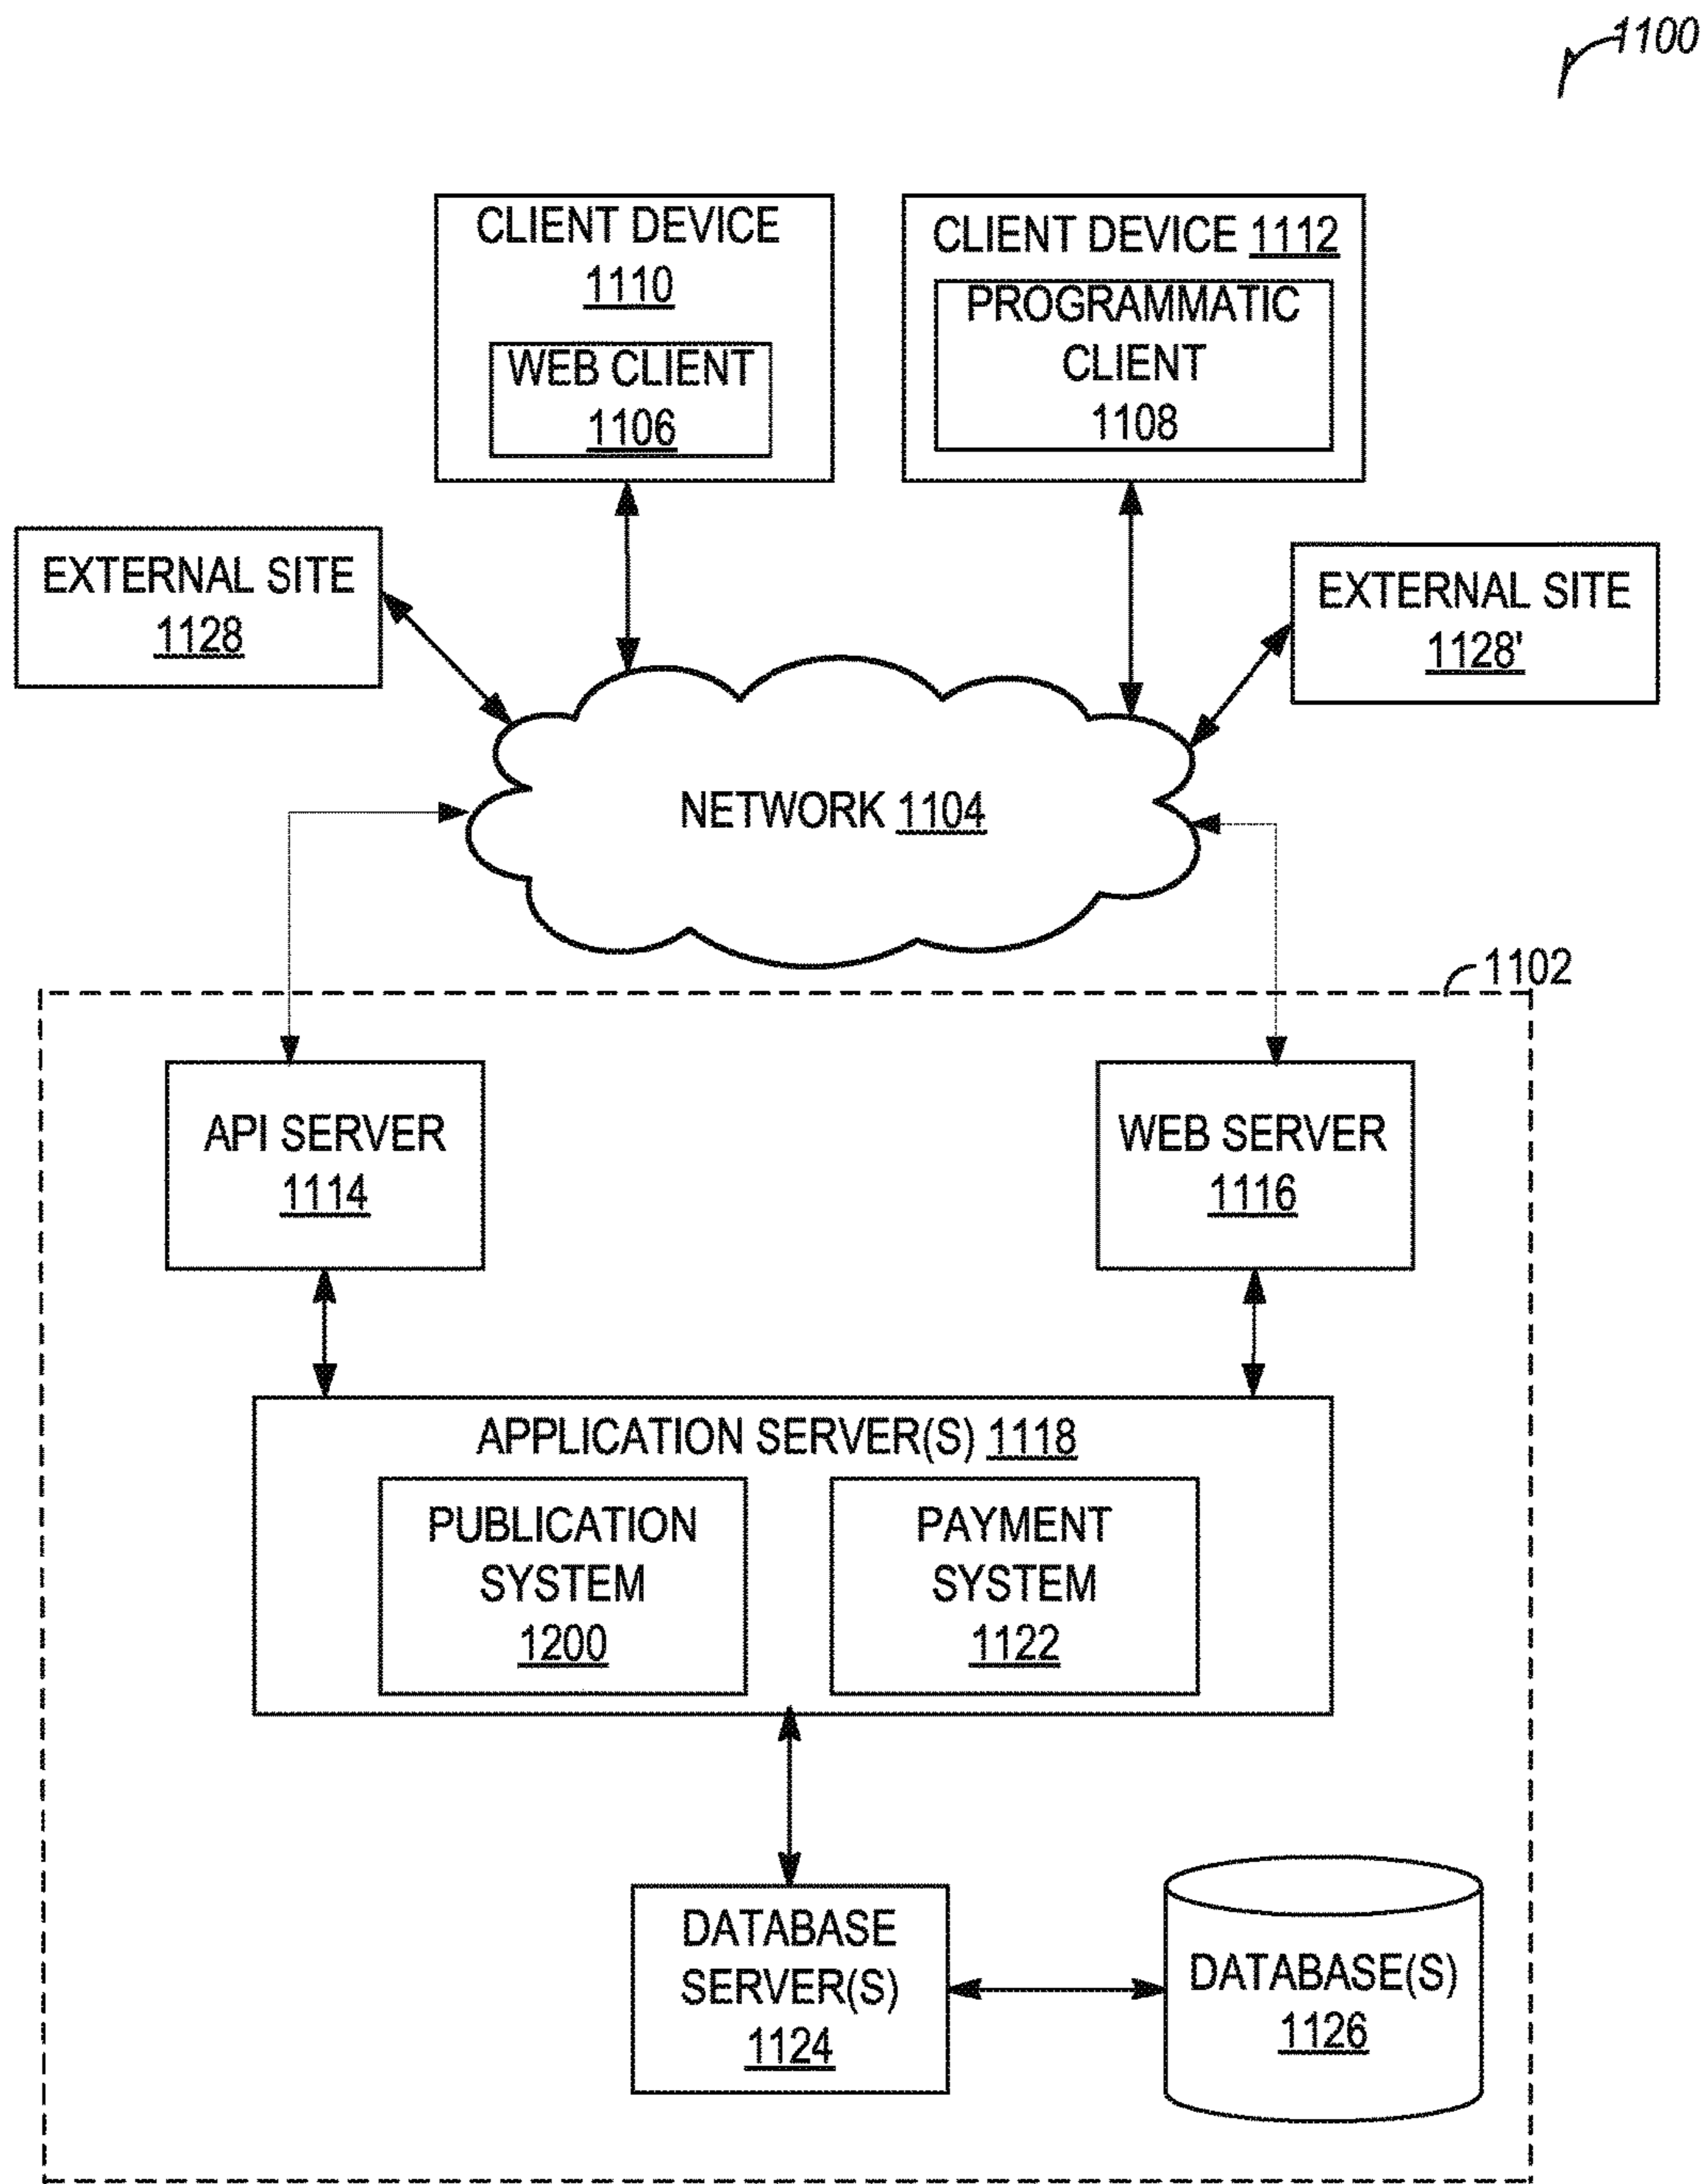 1100
CLIENT DEVICE
1110
WEB CLIENT
1106
CLIENT DEVICE 1112
PROGRAMMATIC
CLIENT
1108
EXTERNAL SITE
1128
EXTERNAL SITE
1128'
NETWORK 1104
1102
API SERVER
1114
WEB SERVER
1116
APPLICATION SERVER(S) 1118
PUBLICATION
SYSTEM
1200
PAYMENT
SYSTEM
1122
DATABASE
SERVER(S)
1124
DATABASE(S)
1126